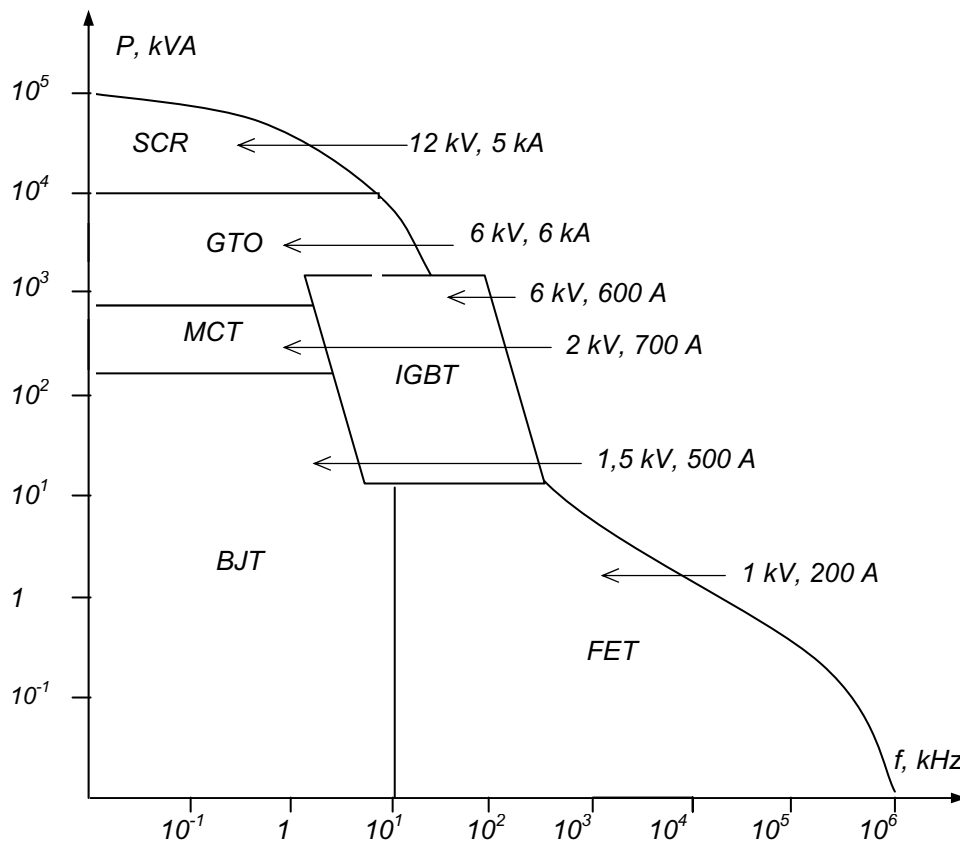 P, kVA
10^5
SCR
12 kV, 5 kA
10^4
GTO
6 kV, 6 kA
10^3
6 kV, 600 A
MCT
2 kV, 700 A
IGBT
10^2
1,5 kV, 500 A
10^1
BJT
1 kV, 200 A
1
FET
10^-1
f, kHz
10^-1 1 10^1 10^2 10^3 10^4 10^5 10^6